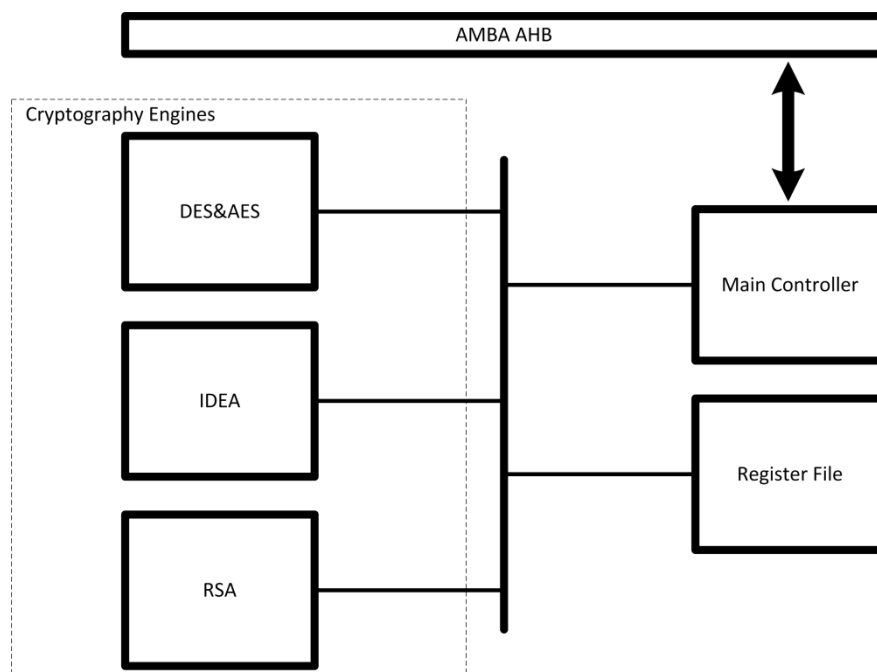 AMBA AHB
Cryptography Engines
DES&AES
Main Controller
IDEA
Register File
RSA